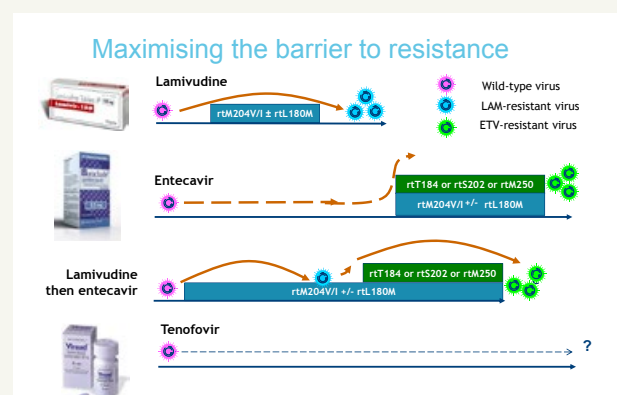 Maximising the barrier to resistance
Lamivudine
rtM204V/I ± rtL180M
Wild-type virus
LAM-resistant virus
ETV-resistant virus
Entecavir
rtT184 or rtS202 or rtM250
rtM204V/I +/- rtL180M
Lamivudine
then entecavir
rtT184 or rtS202 or rtM250
rtM204V/I +/- rtL180M
Tenofovir
?
Viread